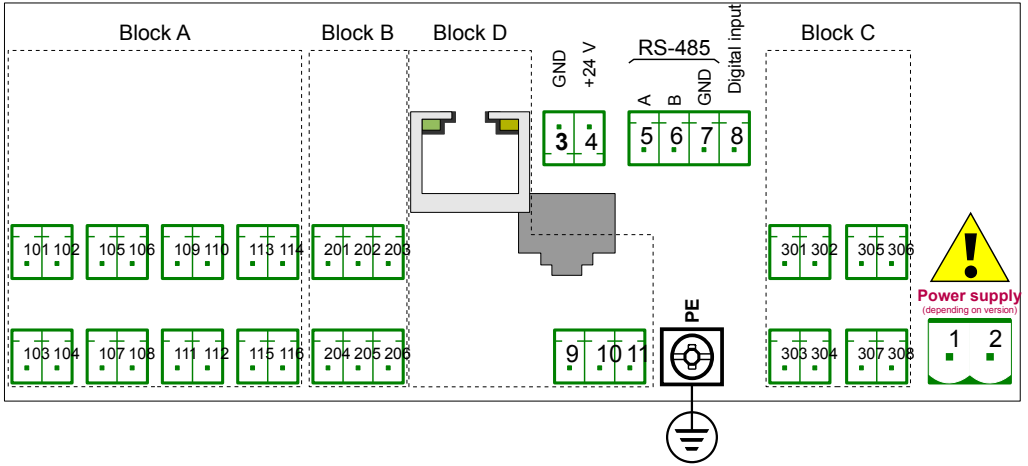 Block A
Block B
Block D
GND
+24 V
RS-485
A
B
GND
Digital input
Block C
3 4
5 6 7 8
101 102
105 106
109 110
113 114
201 202 203
301 302
305 306
Power supply
(depending on version)
103 104
107 108
111 112
115 116
204 205 206
9 10 11
PE
303 304
307 308
1 2